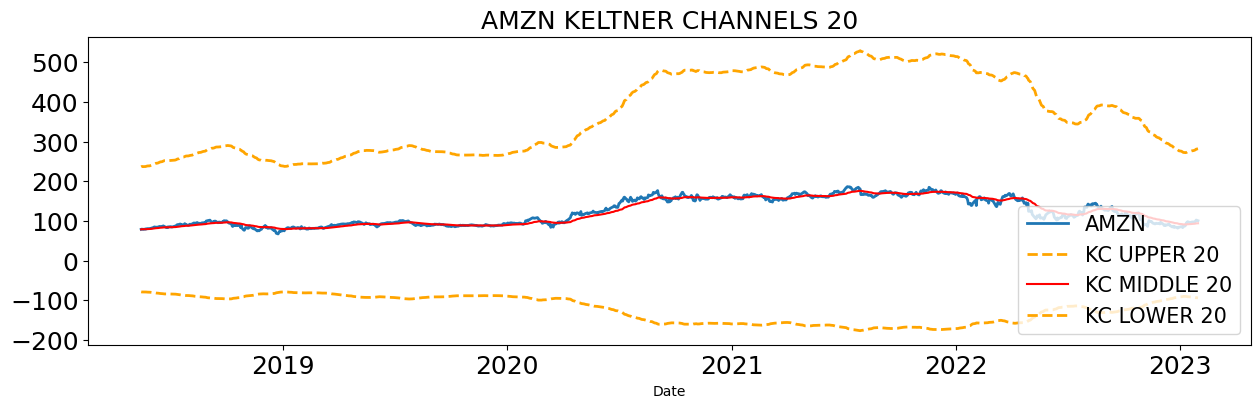 AMZN KELTNER CHANNELS 20
500
400
300
200
100
0
−100
−200
AMZN
KC UPPER 20
KC MIDDLE 20
KC LOWER 20
2019 2020 2021 2022 2023
Date